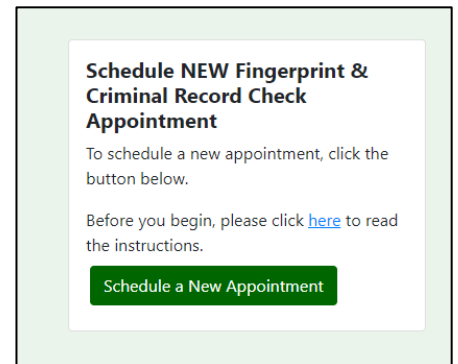 Schedule NEW Fingerprint &
Criminal Record Check
Appointment
To schedule a new appointment, click the
button below.
Before you begin, please click here to read
the instructions.
Schedule a New Appointment